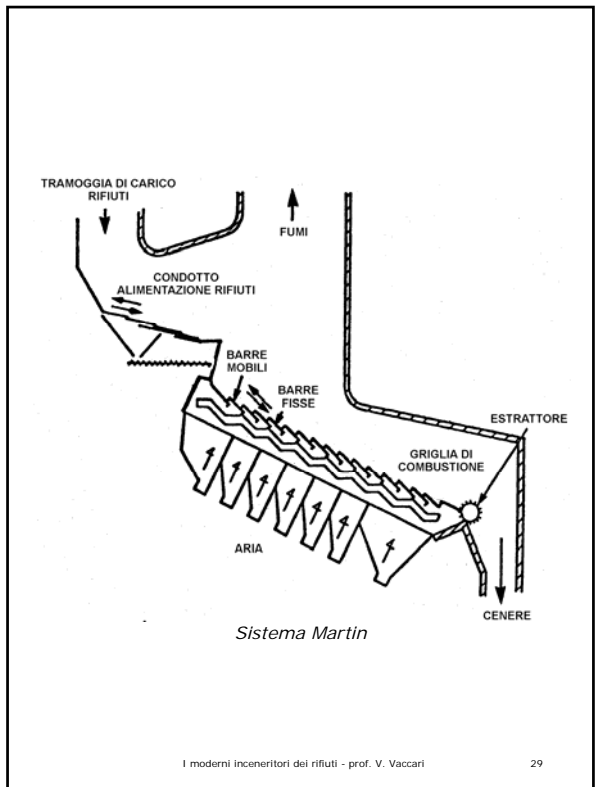 TRAMOGGIA DI CARICO
RIFIUTI
FUMI
CONDOTTO
ALIMENTAZIONE RIFIUTI
BARRE
MOBILI
BARRE
FISSE
ESTRATTORE
GRIGLIA DI
COMBUSTIONE
ARIA
CENERE
Sistema Martin
I moderni inceneritori dei rifiuti - prof. V. Vaccari 29